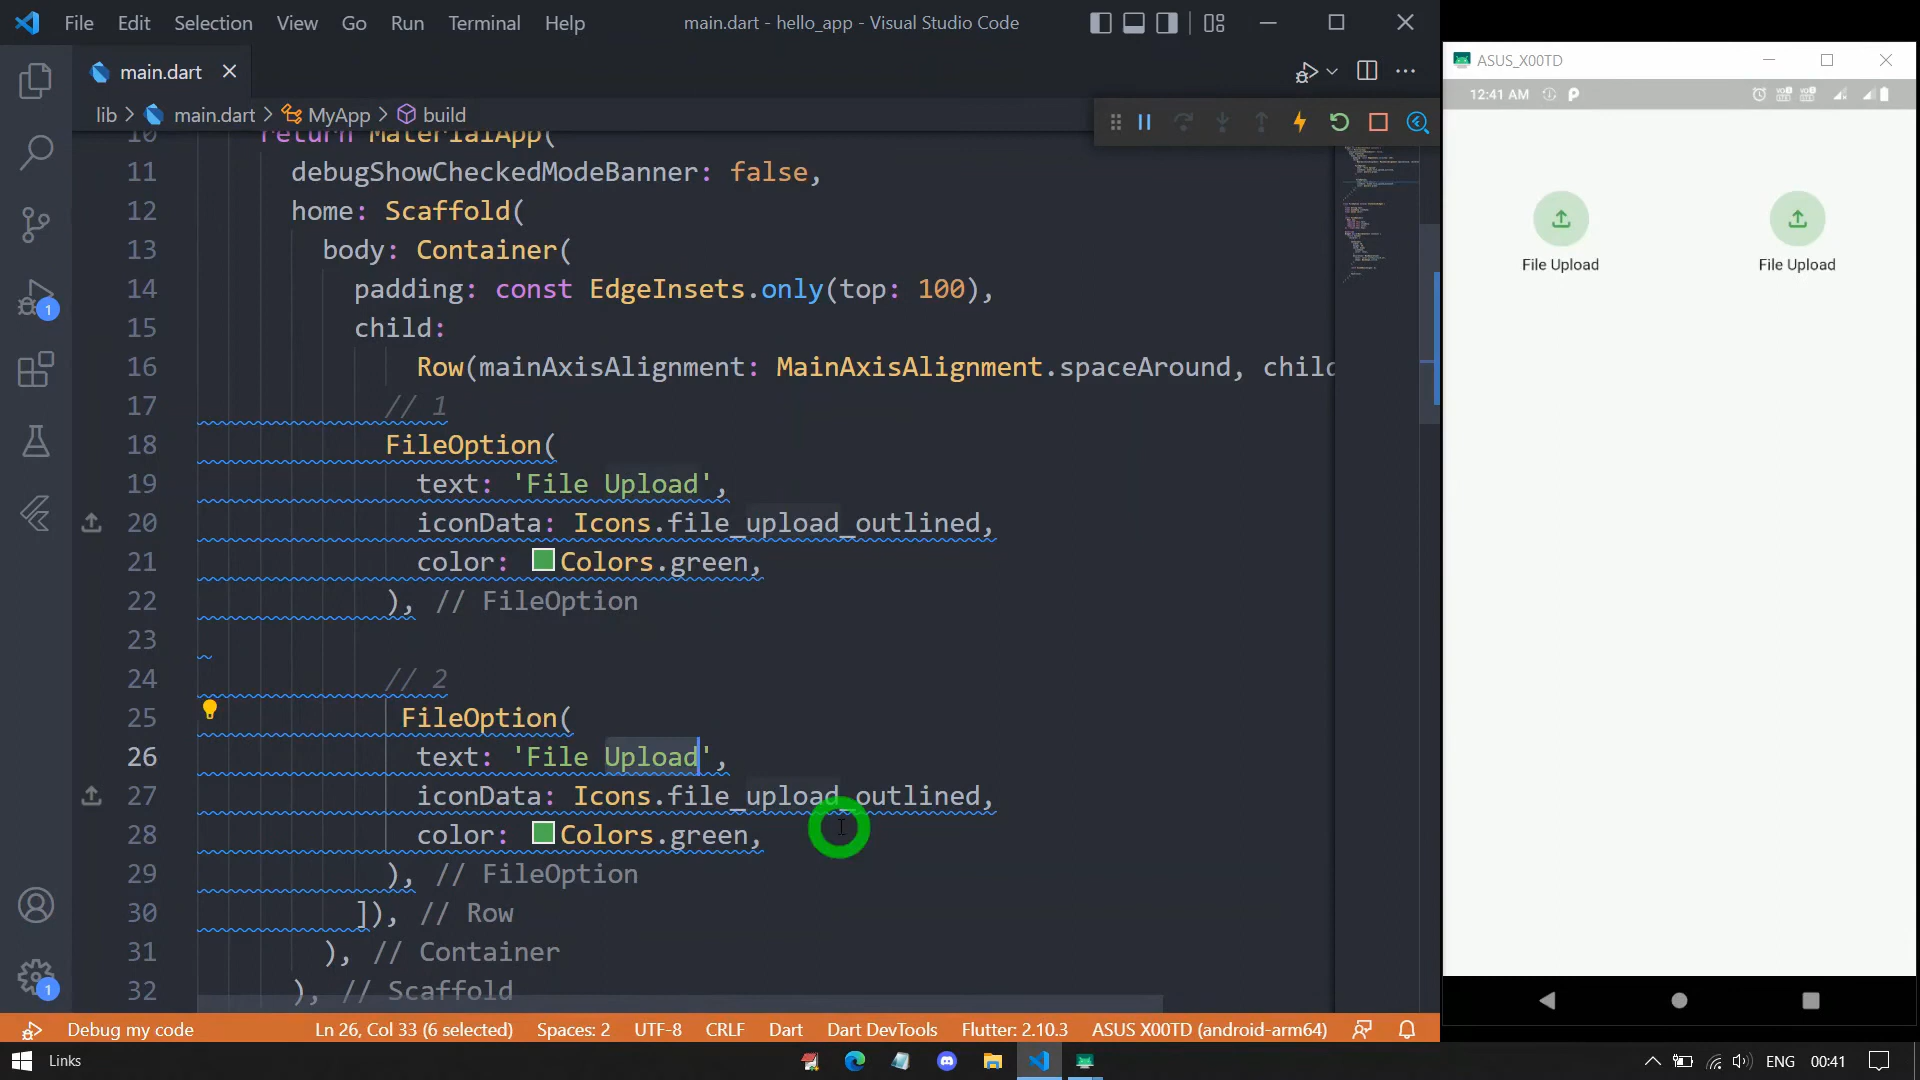 File Edit Selection View Go Run Terminal Help main.dart - hello_app - Visual Studio Code
main.dart
lib > main.dart > MyApp > build
10 return MaterialApp(
11 debugShowCheckedModeBanner: false,
12 home: Scaffold(
13 body: Container(
14 padding: const EdgeInsets.only(top: 100),
15 child:
16 Row(mainAxisAlignment: MainAxisAlignment.spaceAround, child
17 // 1
18 FileOption(
19 text: 'File Upload',
20 iconData: Icons.file_upload_outlined,
21 color: Colors.green,
22 ), // FileOption
23
24 // 2
25 FileOption(
26 text: 'File Upload',
27 iconData: Icons.file_upload_outlined,
28 color: Colors.green,
29 ), // FileOption
30 ]), // Row
31 ), // Container
32 ), // Scaffold
1
1
Debug my code Ln 26, Col 33 (6 selected) Spaces: 2 UTF-8 CRLF Dart Dart DevTools Flutter: 2.10.3 ASUS X00TD (android-arm64)
ASUS_X00TD
12:41 AM
File Upload File Upload
Links ENG 00:41